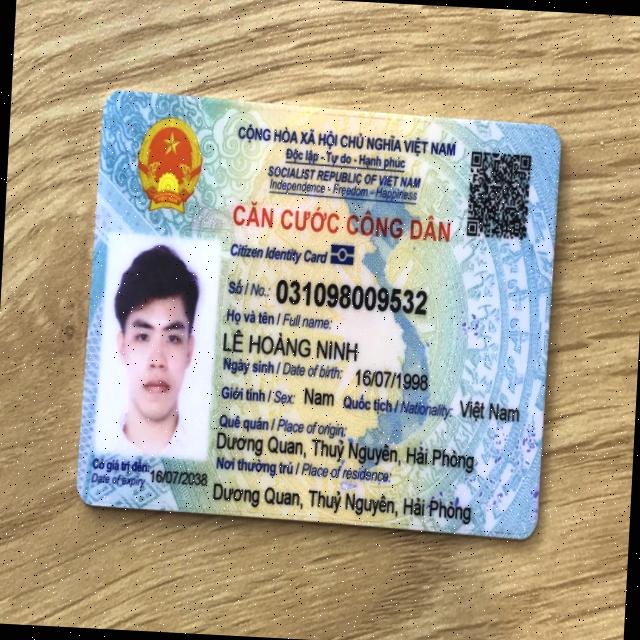 CỘNG HÒA XÃ HỘI CHỦ NGHĨA VIỆT NAM
Độc lập - Tự do - Hạnh phúc
SOCIALIST REPUBLIC OF VIET NAM
Independence - Freedom - Happiness
CĂN CƯỚC CÔNG DÂN
Citizen Identity Card
Số / No.: 031098009532
Họ và tên / Full name:
LÊ HOÀNG NINH
Ngày sinh / Date of birth: 16/07/1998
Giới tính / Sex: Nam Quốc tịch / Nationality: Việt Nam
Quê quán / Place of origin:
Dương Quan, Thuỷ Nguyên, Hải Phòng
Nơi thường trú / Place of residence:
Dương Quan, Thuỷ Nguyên, Hải Phòng
Có giá trị đến: 16/07/2038
Date of expiry